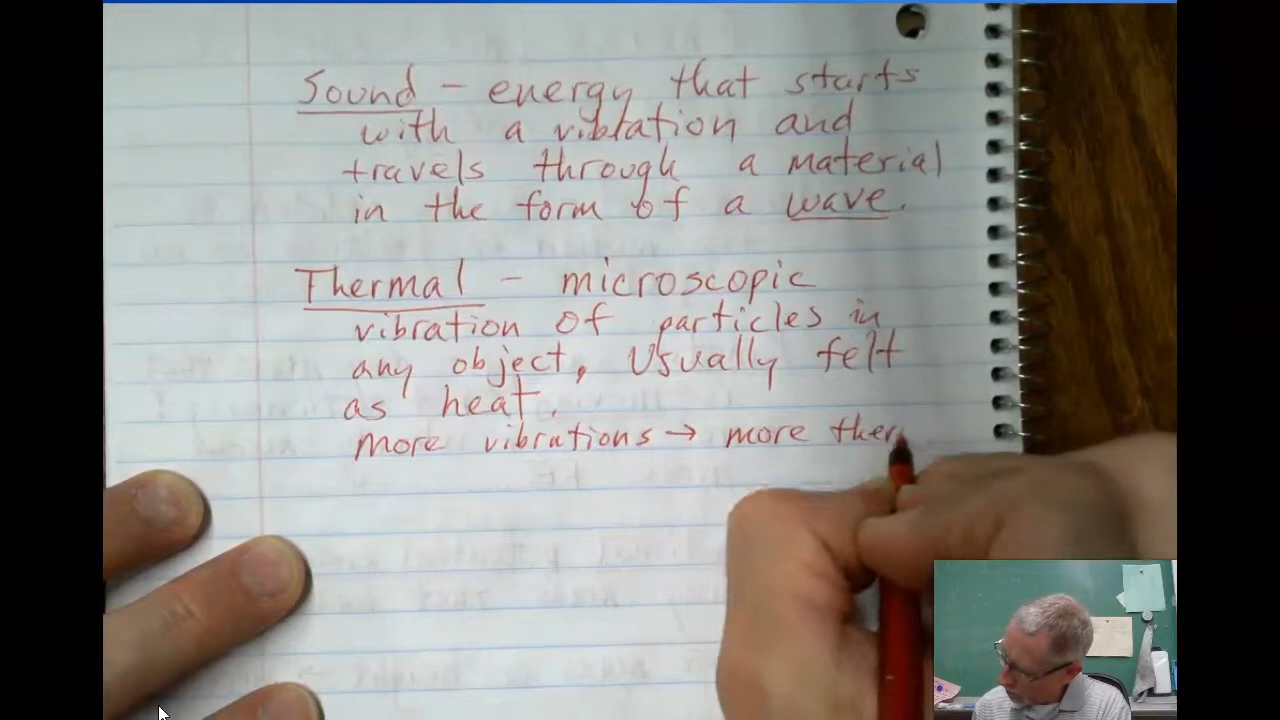 Sound - energy that starts
with a vibration and
travels through a material
in the form of a wave.
Thermal - microscopic
vibration of particles in
any object, Usually felt
as heat.
more vibrations → more ther